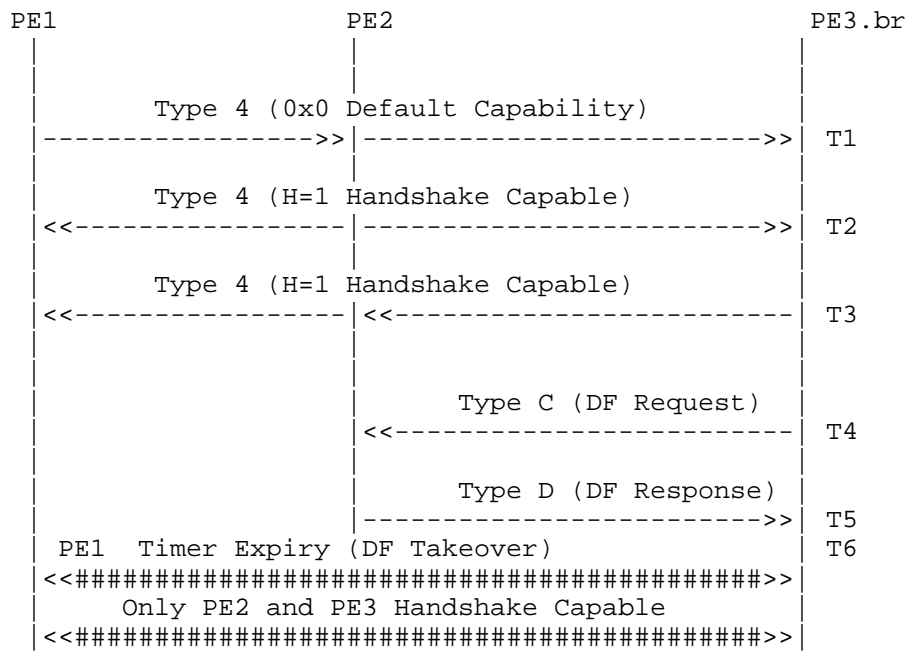 PE1 PE2 PE3.br
Type 4 (0x0 Default Capability)
T1
Type 4 (H=1 Handshake Capable)
T2
Type 4 (H=1 Handshake Capable)
T3
Type C (DF Request)
T4
Type D (DF Response)
T5
PE1 Timer Expiry (DF Takeover) T6
<<###########################################>>
Only PE2 and PE3 Handshake Capable
<<###########################################>>